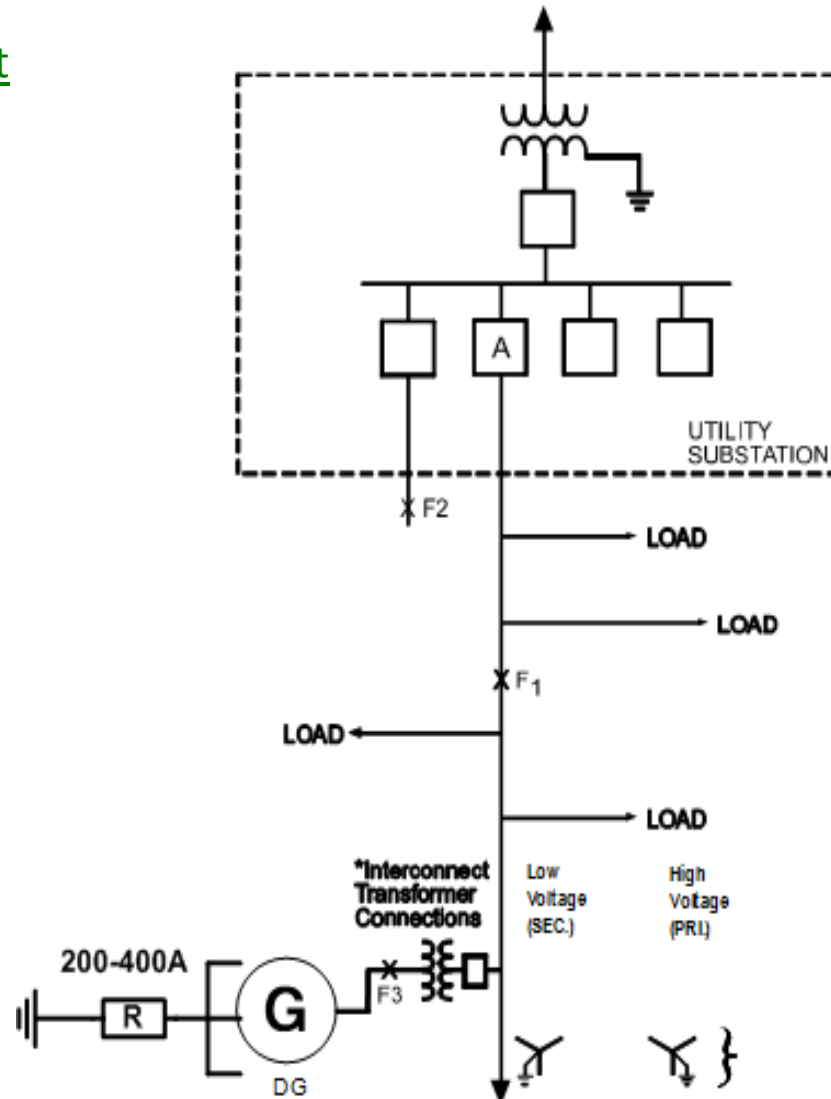 t
A
UTILITY
SUBSTATION
F2
LOAD
LOAD
F1
LOAD
LOAD
*Interconnect
Transformer
Connections
Low
Voltage
(SEC.)
High
Voltage
(PRI.)
200-400A
R
G
F3
DG